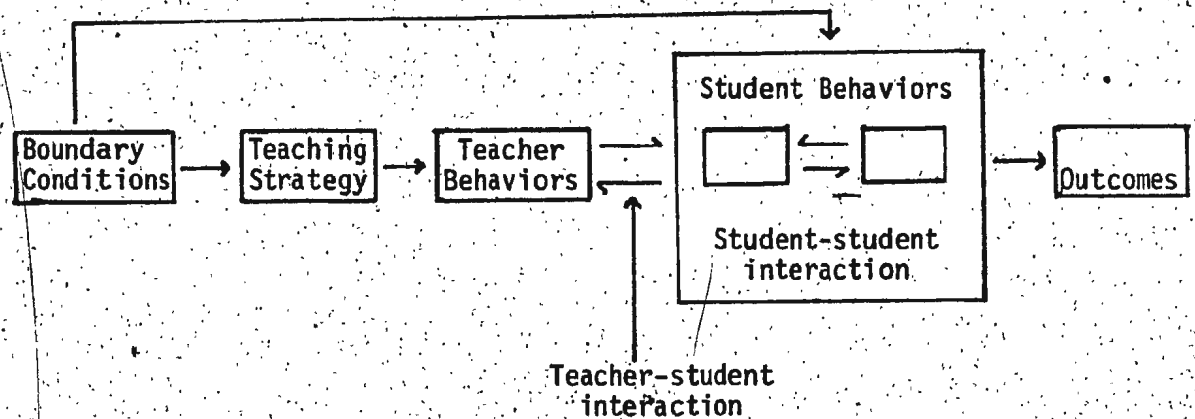 Student Behaviors
Boundary
Conditions
Teaching
Strategy
Teacher
Behaviors
Outcomes
Student-student
interaction
Teacher-student
interaction